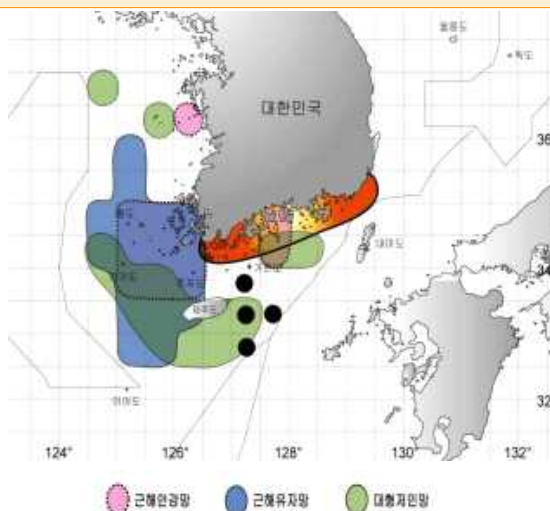 울릉도
독도
대한민국
36
대마도
34
거문도
제주도
이어도
32
124°
126°
128°
130°
132°
근해안강망
근해유자망
대형저인망